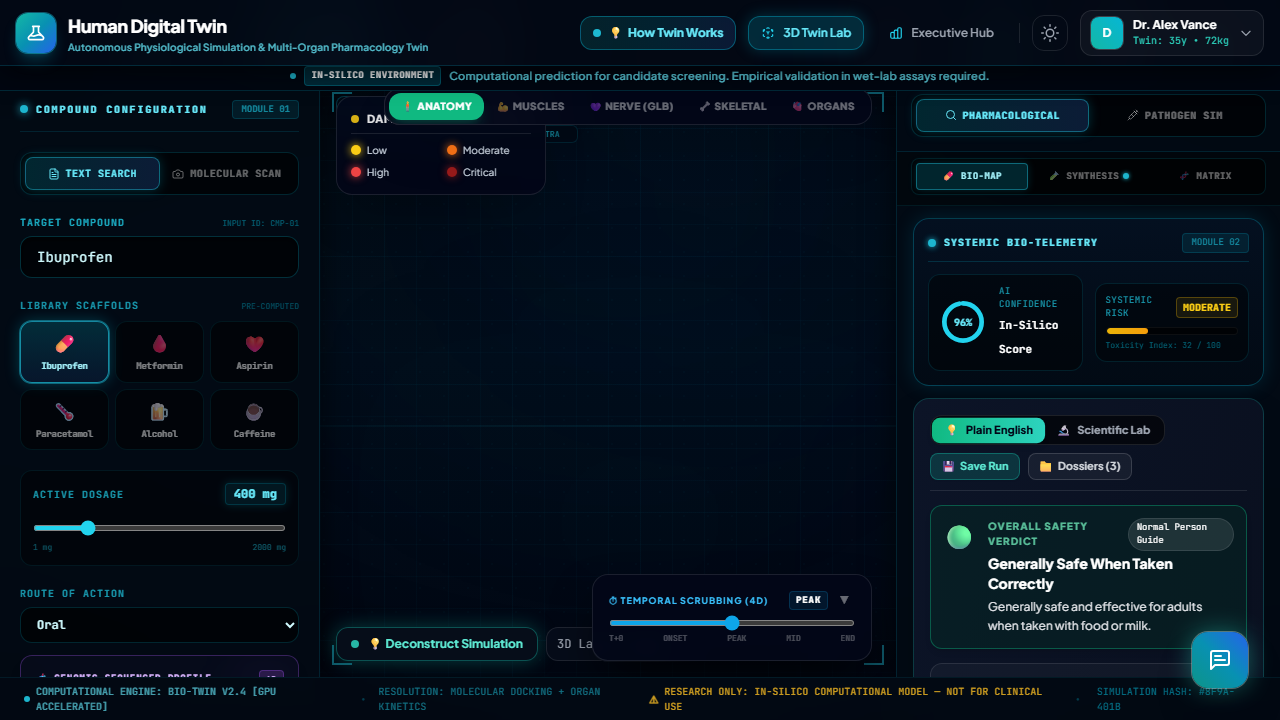 Human Digital Twin
Autonomous Physiological Simulation & Multi-Organ Pharmacology Twin
How Twin Works
3D Twin Lab
Executive Hub
D
Dr. Alex Vance
Twin: 35y • 72kg
IN-SILICO ENVIRONMENT
Computational prediction for candidate screening. Empirical validation in wet-lab assays required.
COMPOUND CONFIGURATION
MODULE 01
TEXT SEARCH
MOLECULAR SCAN
TARGET COMPOUND
INPUT ID: CMP-01
Ibuprofen
LIBRARY SCAFFOLDS
PRE-COMPUTED
Ibuprofen
Metformin
Aspirin
Paracetamol
Alcohol
Caffeine
ACTIVE DOSAGE
400 mg
1 mg
2000 mg
ROUTE OF ACTION
Oral
ANATOMY
MUSCLES
NERVE (GLB)
SKELETAL
ORGANS
Low
Moderate
High
Critical
Deconstruct Simulation
3D La
TEMPORAL SCRUBBING (4D)
PEAK
T+0
ONSET
PEAK
MID
END
PHARMACOLOGICAL
PATHOGEN SIM
BIO-MAP
SYNTHESIS
MATRIX
SYSTEMIC BIO-TELEMETRY
MODULE 02
96%
AI
CONFIDENCE
In-Silico
Score
SYSTEMIC
RISK
MODERATE
Toxicity Index: 32 / 100
Plain English
Scientific Lab
Save Run
Dossiers (3)
OVERALL SAFETY
VERDICT
Normal Person
Guide
Generally Safe When Taken
Correctly
Generally safe and effective for adults
when taken with food or milk.
COMPUTATIONAL ENGINE: BIO-TWIN V2.4 [GPU
ACCELERATED]
RESOLUTION: MOLECULAR DOCKING + ORGAN
KINETICS
RESEARCH ONLY: IN-SILICO COMPUTATIONAL MODEL — NOT FOR CLINICAL
USE
SIMULATION HASH: #8F9A-
401B